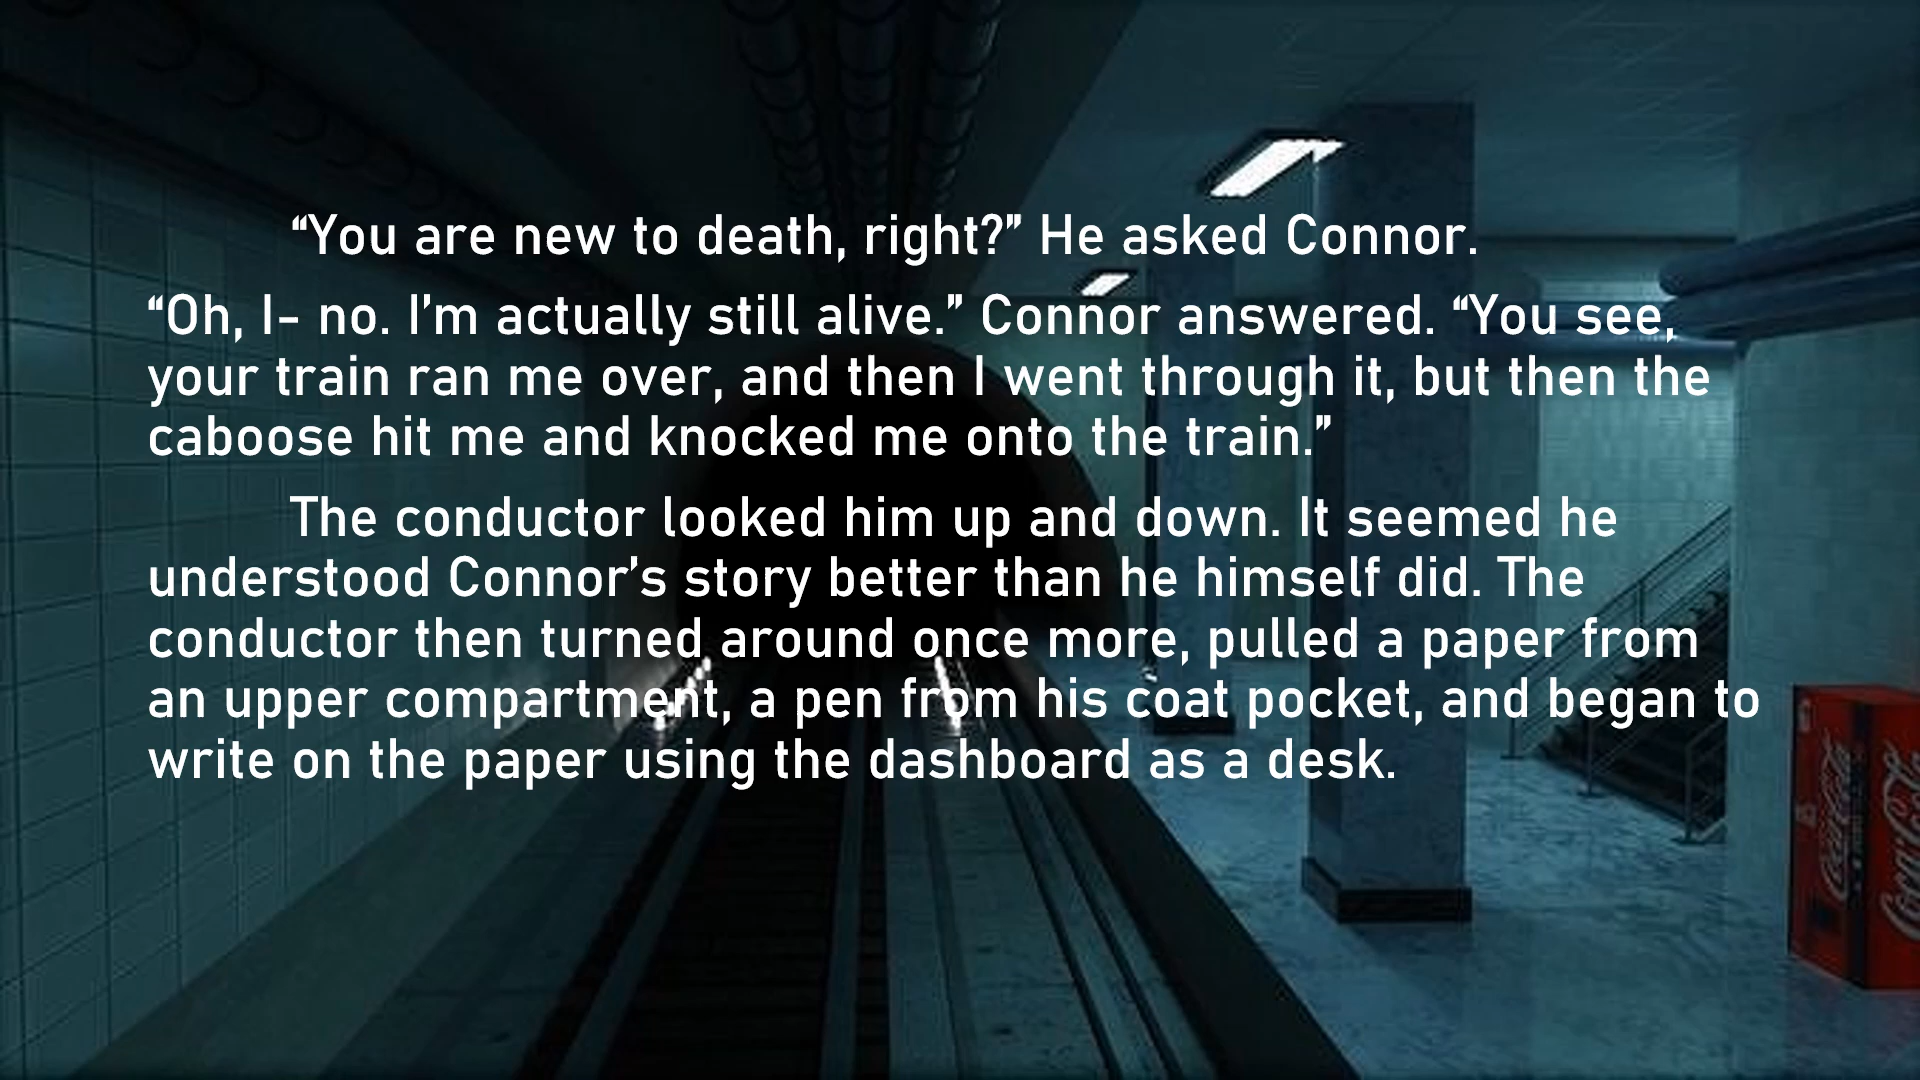 “You are new to death, right?” He asked Connor.
“Oh, I- no. I’m actually still alive.” Connor answered. “You see,
your train ran me over, and then I went through it, but then the
caboose hit me and knocked me onto the train.”
The conductor looked him up and down. It seemed he
understood Connor’s story better than he himself did. The
conductor then turned around once more, pulled a paper from
an upper compartment, a pen from his coat pocket, and began to
write on the paper using the dashboard as a desk.
Coca-Cola
Coca-Cola